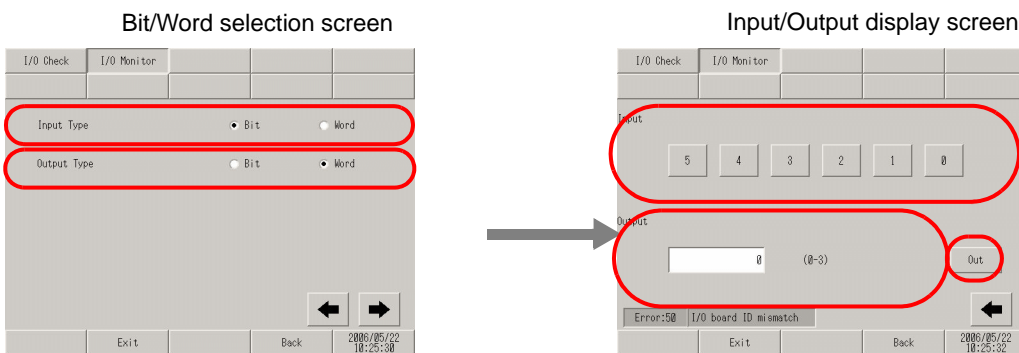 Bit/Word selection screen
I/O Check I/O Monitor
Input Type Bit Word
Output Type Bit Word
Exit Back 2006/05/22
10:25:30
Input/Output display screen
I/O Check I/O Monitor
Input
5 4 3 2 1 0
Output
0 (0-3) Out
Error:50 I/O board ID mismatch
Exit Back 2006/05/22
10:25:32